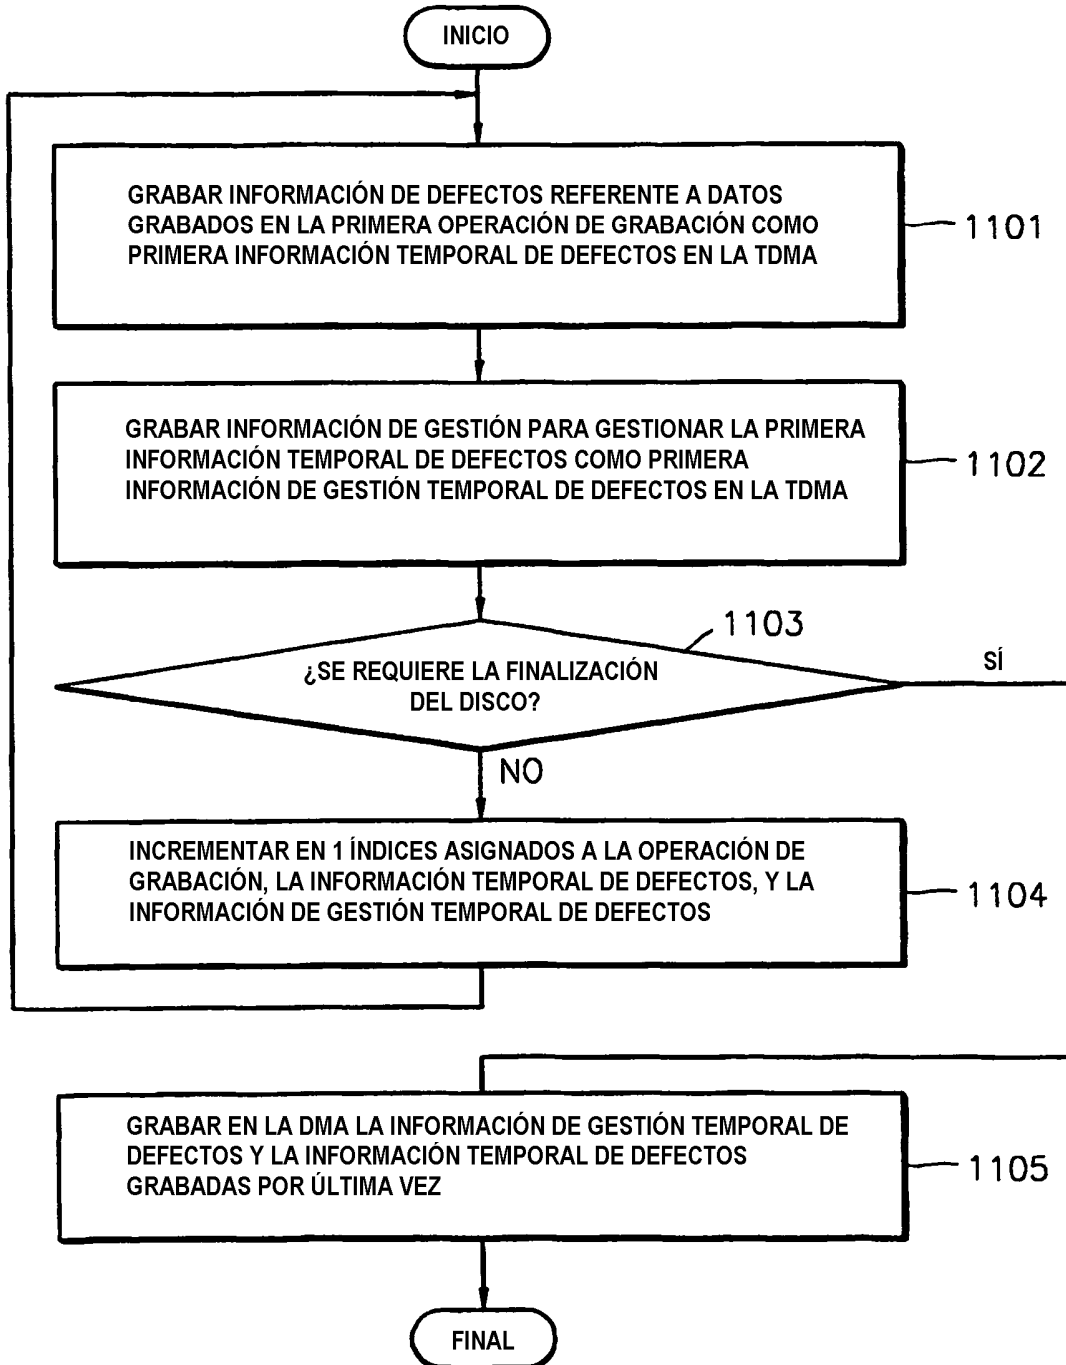 INICIO
GRABAR INFORMACIÓN DE DEFECTOS REFERENTE A DATOS
GRABADOS EN LA PRIMERA OPERACIÓN DE GRABACIÓN COMO
PRIMERA INFORMACIÓN TEMPORAL DE DEFECTOS EN LA TDMA
1101
GRABAR INFORMACIÓN DE GESTIÓN PARA GESTIONAR LA PRIMERA
INFORMACIÓN TEMPORAL DE DEFECTOS COMO PRIMERA
INFORMACIÓN DE GESTIÓN TEMPORAL DE DEFECTOS EN LA TDMA
1102
1103
¿SE REQUIERE LA FINALIZACIÓN
DEL DISCO?
SÍ
NO
INCREMENTAR EN 1 ÍNDICES ASIGNADOS A LA OPERACIÓN DE
GRABACIÓN, LA INFORMACIÓN TEMPORAL DE DEFECTOS, Y LA
INFORMACIÓN DE GESTIÓN TEMPORAL DE DEFECTOS
1104
GRABAR EN LA DMA LA INFORMACIÓN DE GESTIÓN TEMPORAL DE
DEFECTOS Y LA INFORMACIÓN TEMPORAL DE DEFECTOS
GRABADAS POR ÚLTIMA VEZ
1105
FINAL